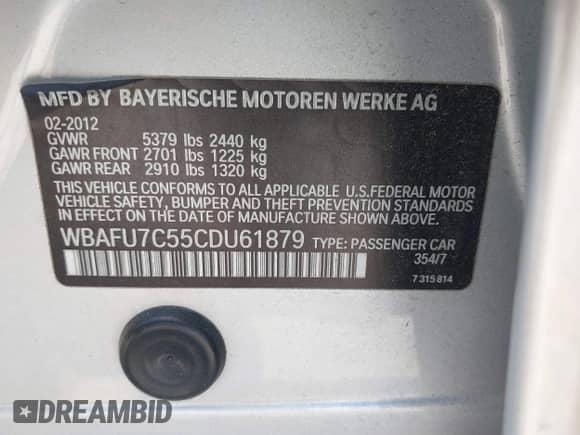 MFD BY BAYERISCHE MOTOREN WERKE AG
02-2012
GVWR 5379 lbs 2440 kg
GAWR FRONT 2701 lbs 1225 kg
GAWR REAR 2910 lbs 1320 kg
THIS VEHICLE CONFORMS TO ALL APPLICABLE U.S.FEDERAL MOTOR
VEHICLE SAFETY, BUMPER AND THEFT PREVENTION STANDARDS
IN EFFECT ON THE DATE OF MANUFACTURE SHOWN ABOVE.
WBAFU7C55CDU61879 TYPE: PASSENGER CAR
354/7
7 315 814
DREAMBID